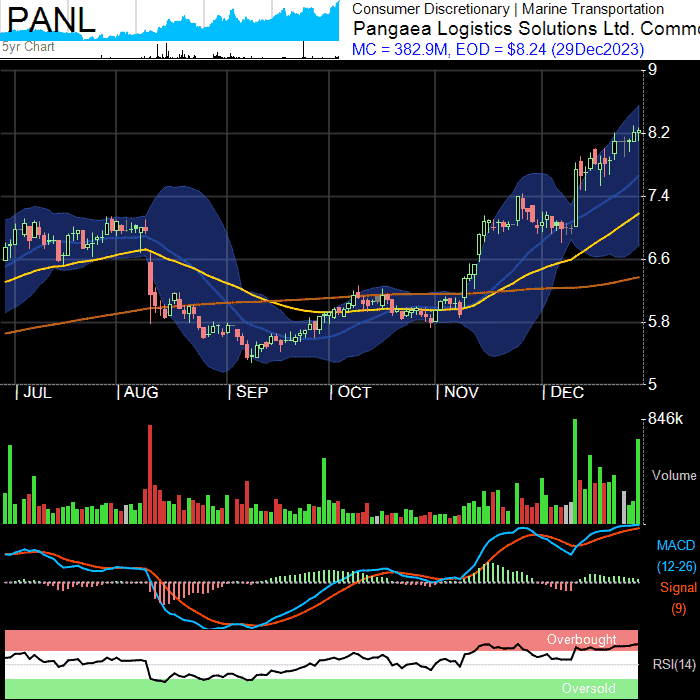 PANL
5yr Chart
Consumer Discretionary | Marine Transportation
Pangaea Logistics Solutions Ltd. Commo
MC = 382.9M, EOD = $8.24 (29Dec2023)
9
8.2
7.4
6.6
5.8
5
| JUL | AUG | SEP | OCT | NOV | DEC
846k
Volume
MACD
(12-26)
Signal
(9)
Overbought
RSI(14)
Oversold